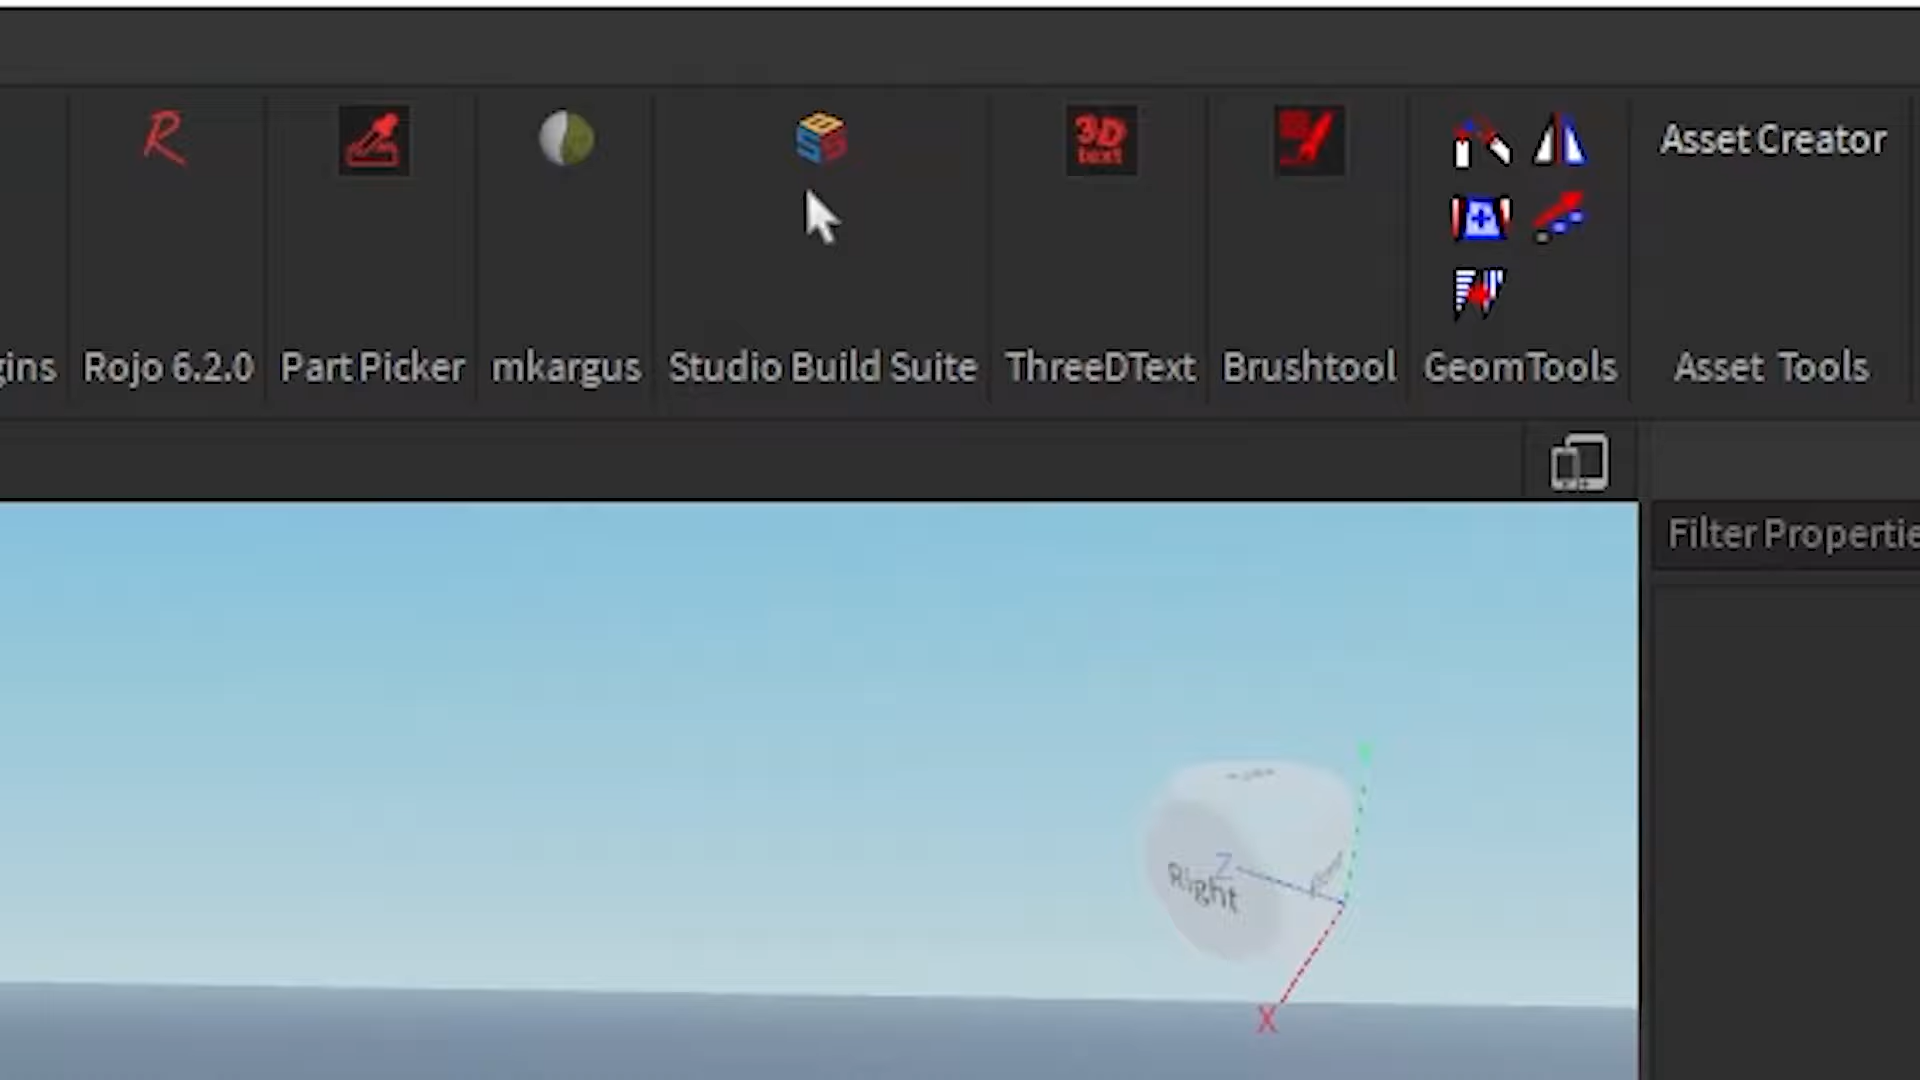 R
3D
text
Asset Creator
gins
Rojo 6.2.0
Part Picker
mkargus
Studio Build Suite
ThreeDText
Brushtool
GeomTools
Asset Tools
Filter Propertie
Z
Right
X